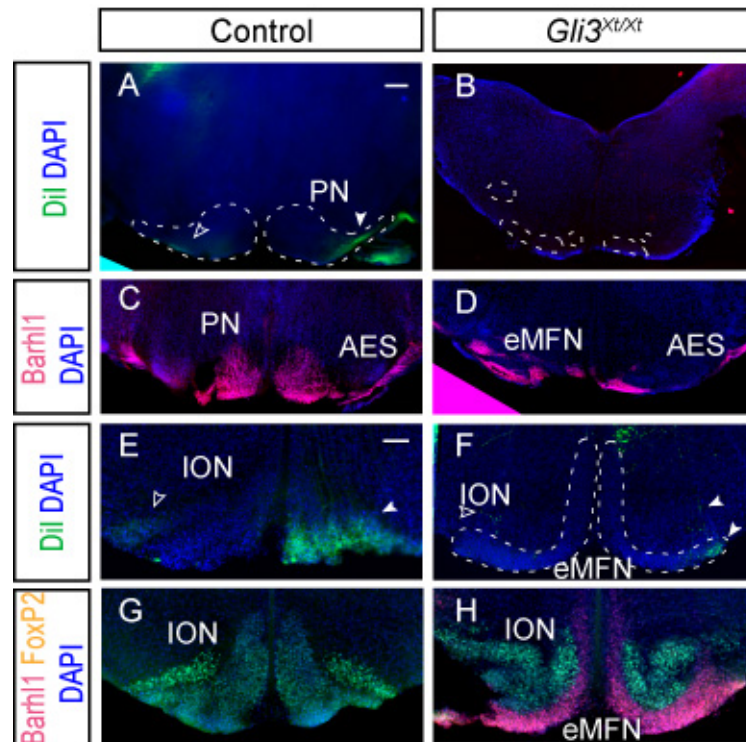 Control
Gli3Xt/Xt
DiI DAPI
A
PN
B
Barhl1
DAPI
C
PN
AES
D
eMFN
AES
DiI DAPI
E
ION
F
ION
eMFN
Barhl1 FoxP2
DAPI
G
ION
H
ION
eMFN